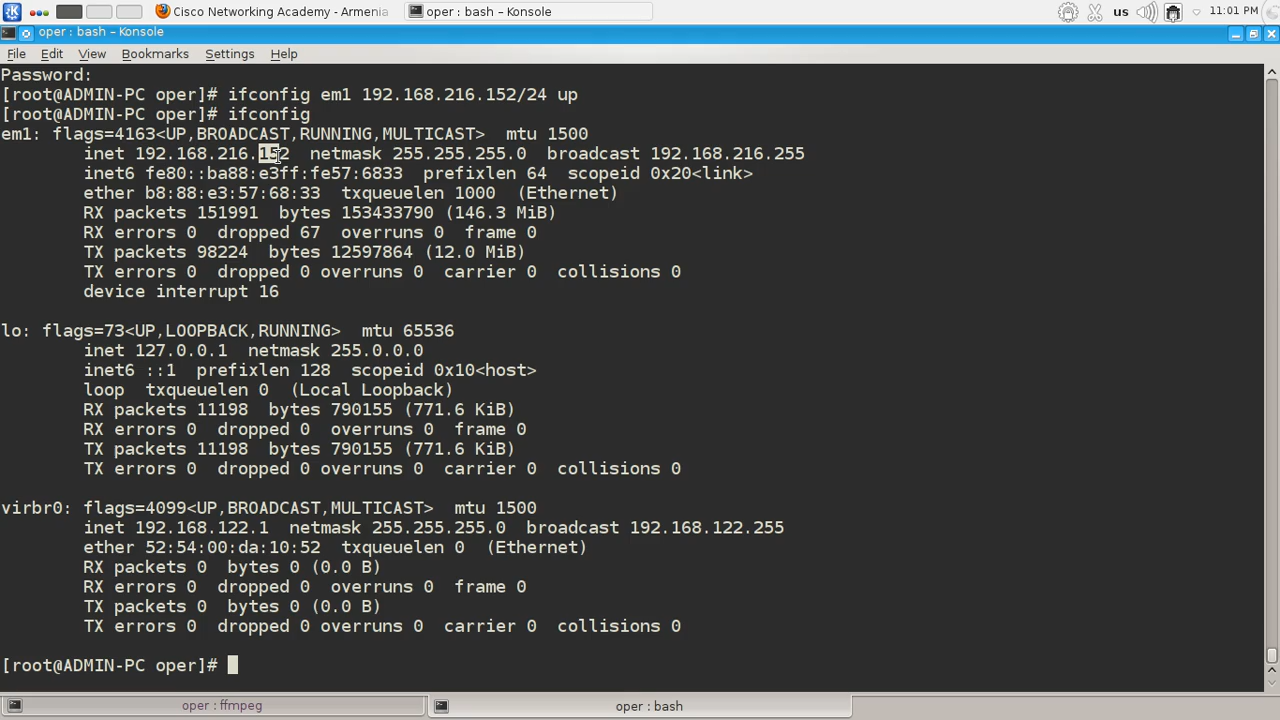 Cisco Networking Academy - Armenia
oper : bash – Konsole
us
11:01 PM
oper : bash – Konsole
File Edit View Bookmarks Settings Help
Password:
[root@ADMIN-PC oper]# ifconfig em1 192.168.216.152/24 up
[root@ADMIN-PC oper]# ifconfig
em1: flags=4163<UP,BROADCAST,RUNNING,MULTICAST>  mtu 1500
        inet 192.168.216.152  netmask 255.255.255.0  broadcast 192.168.216.255
        inet6 fe80::ba88:e3ff:fe57:6833  prefixlen 64  scopeid 0x20<link>
        ether b8:88:e3:57:68:33  txqueuelen 1000  (Ethernet)
        RX packets 151991  bytes 153433790 (146.3 MiB)
        RX errors 0  dropped 67  overruns 0  frame 0
        TX packets 98224  bytes 12597864 (12.0 MiB)
        TX errors 0  dropped 0 overruns 0  carrier 0  collisions 0
        device interrupt 16
lo: flags=73<UP,LOOPBACK,RUNNING>  mtu 65536
        inet 127.0.0.1  netmask 255.0.0.0
        inet6 ::1  prefixlen 128  scopeid 0x10<host>
        loop  txqueuelen 0  (Local Loopback)
        RX packets 11198  bytes 790155 (771.6 KiB)
        RX errors 0  dropped 0  overruns 0  frame 0
        TX packets 11198  bytes 790155 (771.6 KiB)
        TX errors 0  dropped 0 overruns 0  carrier 0  collisions 0
virbr0: flags=4099<UP,BROADCAST,MULTICAST>  mtu 1500
        inet 192.168.122.1  netmask 255.255.255.0  broadcast 192.168.122.255
        ether 52:54:00:da:10:52  txqueuelen 0  (Ethernet)
        RX packets 0  bytes 0 (0.0 B)
        RX errors 0  dropped 0  overruns 0  frame 0
        TX packets 0  bytes 0 (0.0 B)
        TX errors 0  dropped 0 overruns 0  carrier 0  collisions 0
[root@ADMIN-PC oper]#
oper : ffmpeg
oper : bash